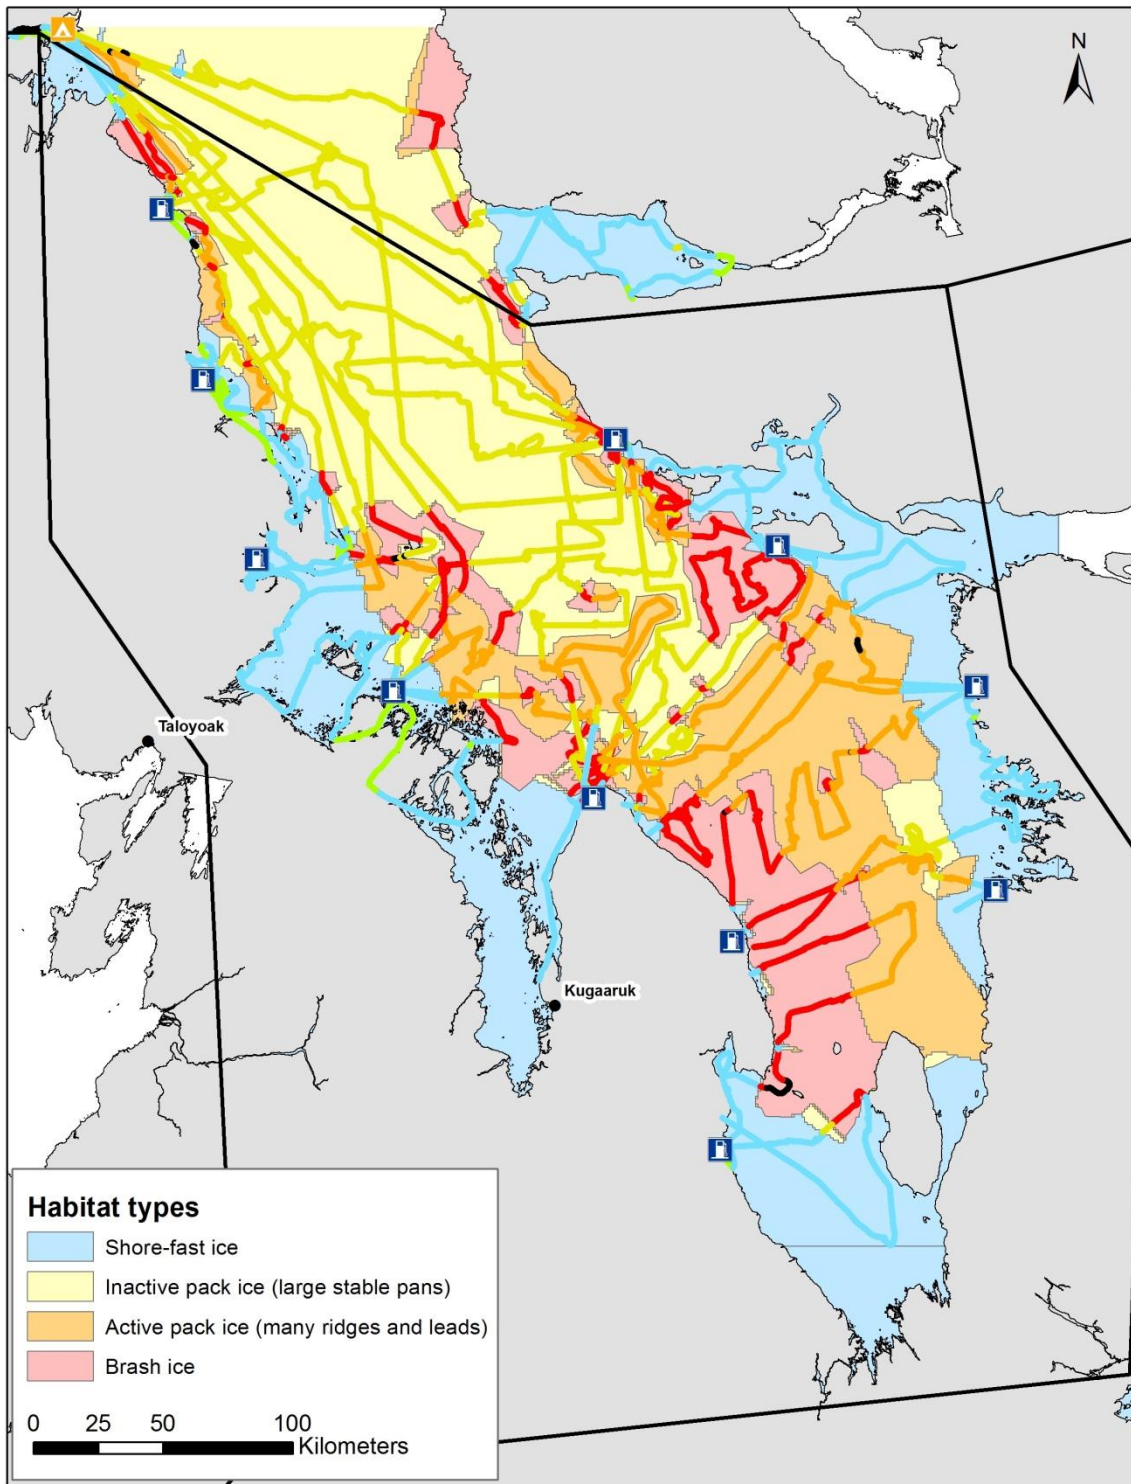 N
Taloyoak
Kugaaruk
Habitat types
Shore-fast ice
Inactive pack ice (large stable pans)
Active pack ice (many ridges and leads)
Brash ice
0 25 50 100
Kilometers